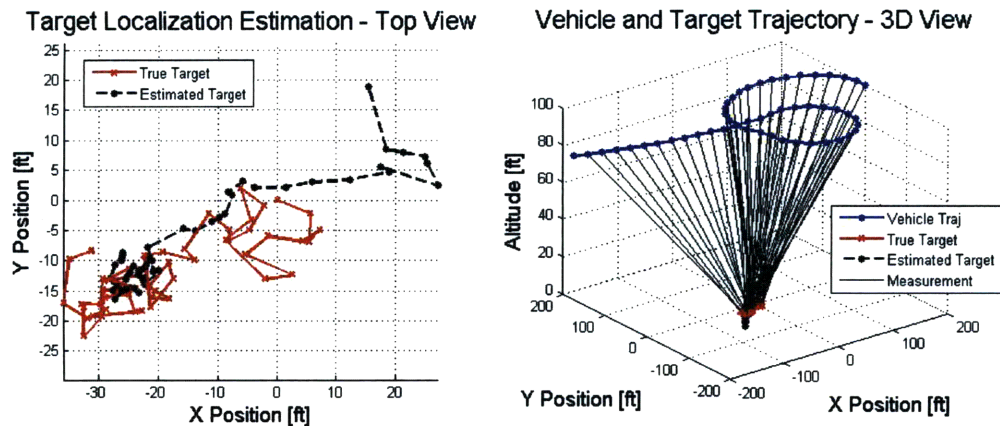 Target Localization Estimation - Top View
25
20
15
10
5
0
-5
-10
-15
-20
-25
Y Position [ft]
True Target
Estimated Target
-30
-20
-10
0
10
20
X Position [ft]
Vehicle and Target Trajectory - 3D View
100
80
60
40
20
0
Altitude [ft]
200
100
0
-100
-200
Y Position [ft]
-200
-100
0
100
200
X Position [ft]
Vehicle Traj
True Target
Estimated Target
Measurement